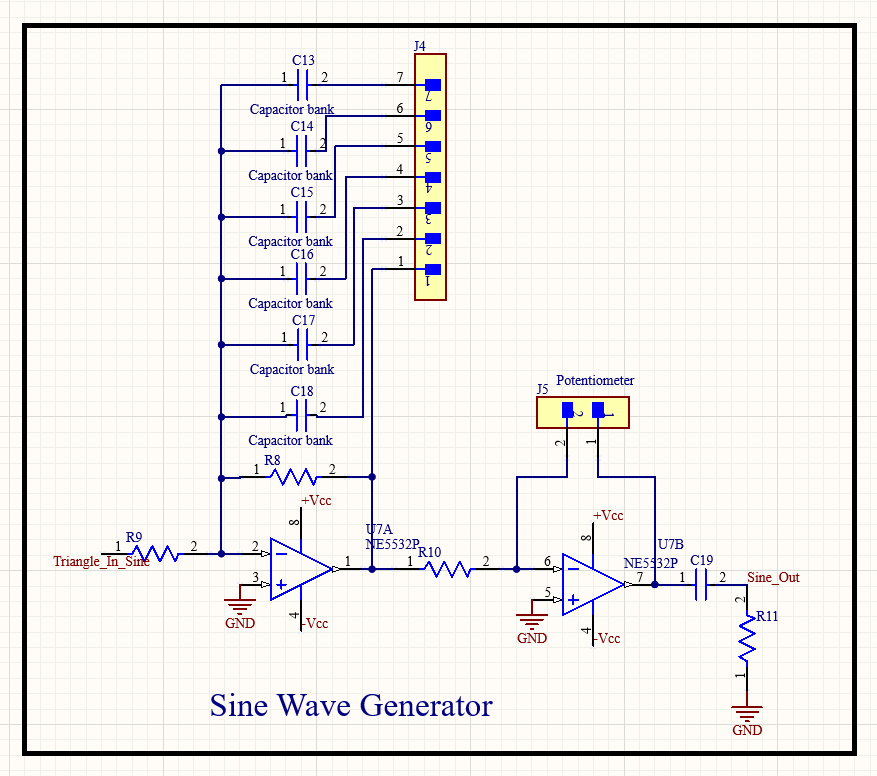 J4
C13
1 2 7 7
Capacitor bank
C14
1 2 6 6
Capacitor bank
C15
1 2 5 5
Capacitor bank
C16
1 2 4 4
Capacitor bank
C17
1 2 3 3
Capacitor bank
C18
1 2 2 2
Capacitor bank
1 1
R8
1 2
Potentiometer
J5
2 1
2 1
+Vcc
8
U7A
NE5532P
R9
1 2
Triangle_In_Sine
2
3
1
4
-Vcc
GND
R10
1 2
+Vcc
8
U7B
NE5532P
6
5
7
4
-Vcc
GND
C19
1 2
Sine_Out
2
R11
1
GND
Sine Wave Generator